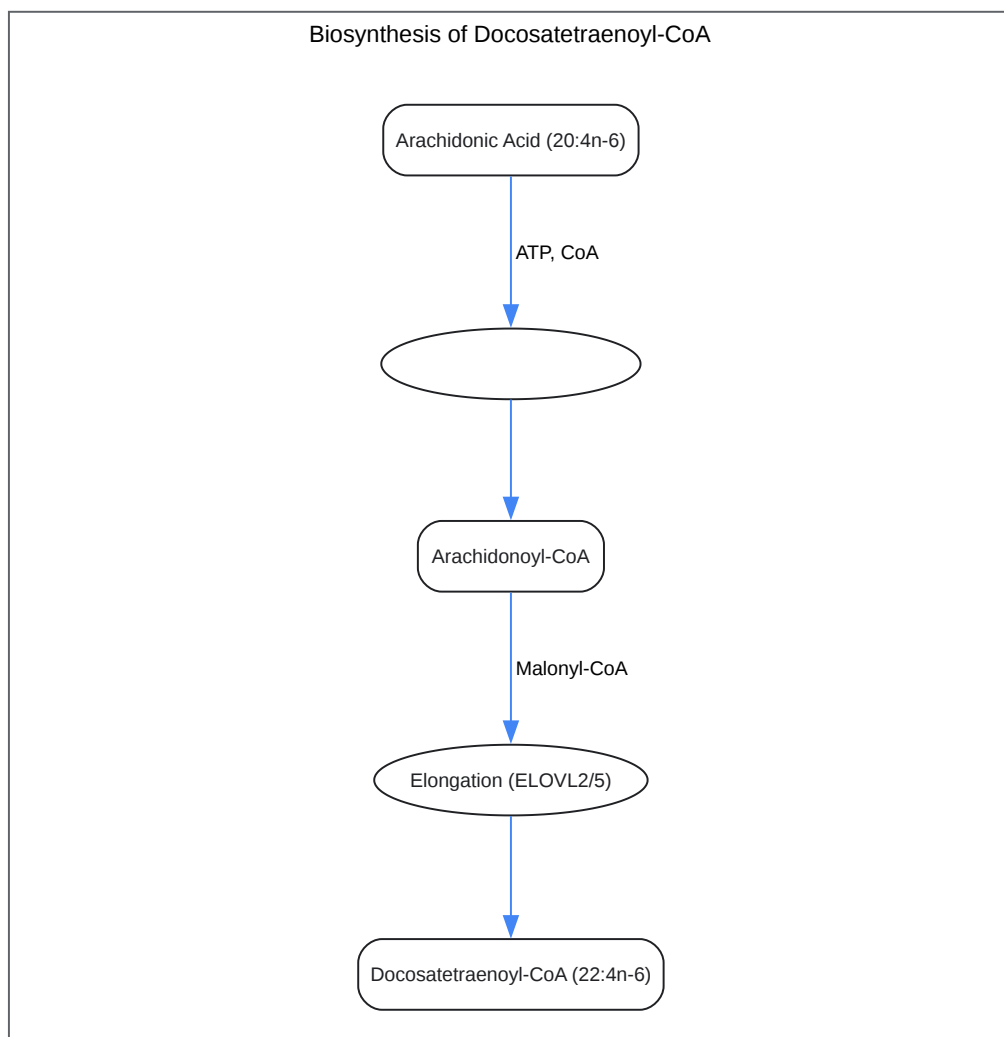 Biosynthesis of Docosatetraenoyl-CoA
Arachidonic Acid (20:4n-6)
ATP, CoA
Arachidonoyl-CoA
Malonyl-CoA
Elongation (ELOVL2/5)
Docosatetraenoyl-CoA (22:4n-6)